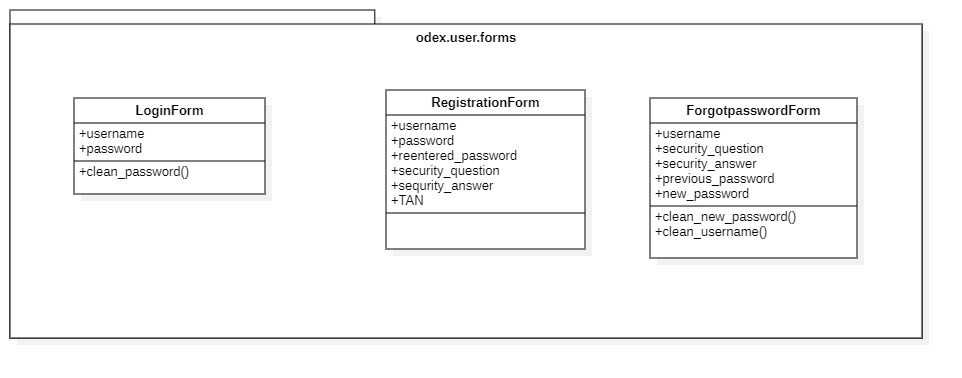 odex.user.forms
LoginForm
+username
+password
+clean_password()
RegistrationForm
+username
+password
+reentered_password
+security_question
+sequrity_answer
+TAN
ForgotpasswordForm
+username
+security_question
+security_answer
+previous_password
+new_password
+clean_new_password()
+clean_username()